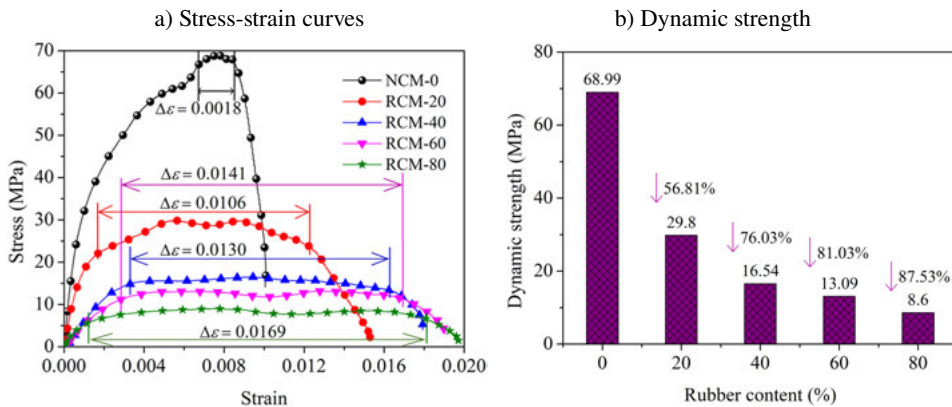 a) Stress-strain curves
70
60
50
40
30
20
10
0
Stress (MPa)
0.000 0.004 0.008 0.012 0.016 0.020
Strain
NCM-0
RCM-20
RCM-40
RCM-60
RCM-80
Δε = 0.0018
Δε = 0.0141
Δε = 0.0106
Δε = 0.0130
Δε = 0.0169
b) Dynamic strength
80
60
40
20
0
Dynamic strength (MPa)
68.99
56.81%
29.8
76.03%
16.54
81.03%
13.09
87.53%
8.6
0 20 40 60 80
Rubber content (%)